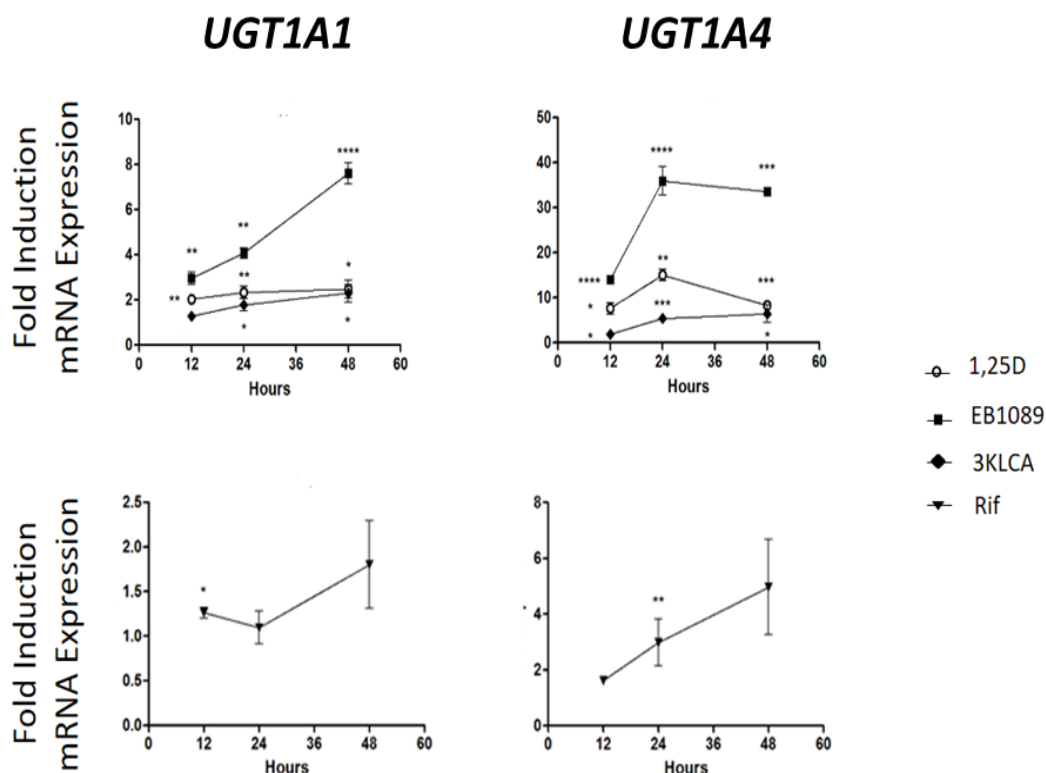 UGT1A1
UGT1A4
Fold Induction
mRNA Expression
10
8
6
4
2
0
**
**
****
**
**
*
*
*
0 12 24 36 48 60
Hours
50
40
30
20
10
0
****
****
***
*
**
***
*
***
*
0 12 24 36 48 60
Hours
1,25D
EB1089
3KLCA
Rif
Fold Induction
mRNA Expression
2.5
2.0
1.5
1.0
0.5
0.0
*
0 12 24 36 48 60
Hours
8
6
4
2
0
**
0 12 24 36 48 60
Hours